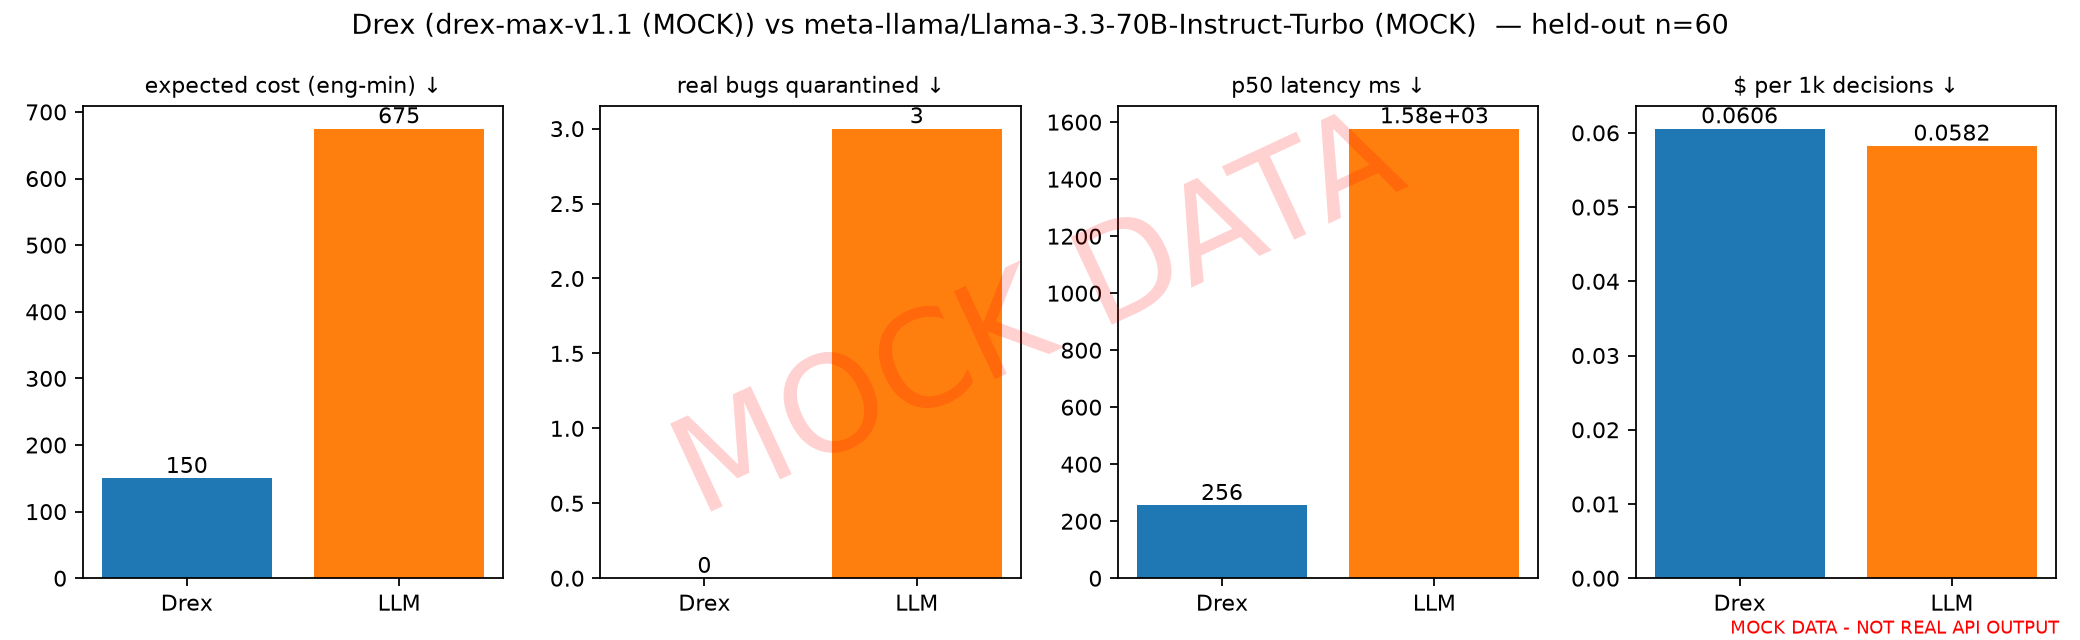 Drex (drex-max-v1.1 (MOCK)) vs meta-llama/Llama-3.3-70B-Instruct-Turbo (MOCK) — held-out n=60
expected cost (eng-min) ↓
700
600
500
400
300
200
100
0
150
675
Drex
LLM
real bugs quarantined ↓
3.0
2.5
2.0
1.5
1.0
0.5
0.0
0
3
Drex
LLM
p50 latency ms ↓
1600
1400
1200
1000
800
600
400
200
0
256
1.58e+03
Drex
LLM
$ per 1k decisions ↓
0.06
0.05
0.04
0.03
0.02
0.01
0.00
0.0606
0.0582
Drex
LLM
MOCK DATA
MOCK DATA - NOT REAL API OUTPUT